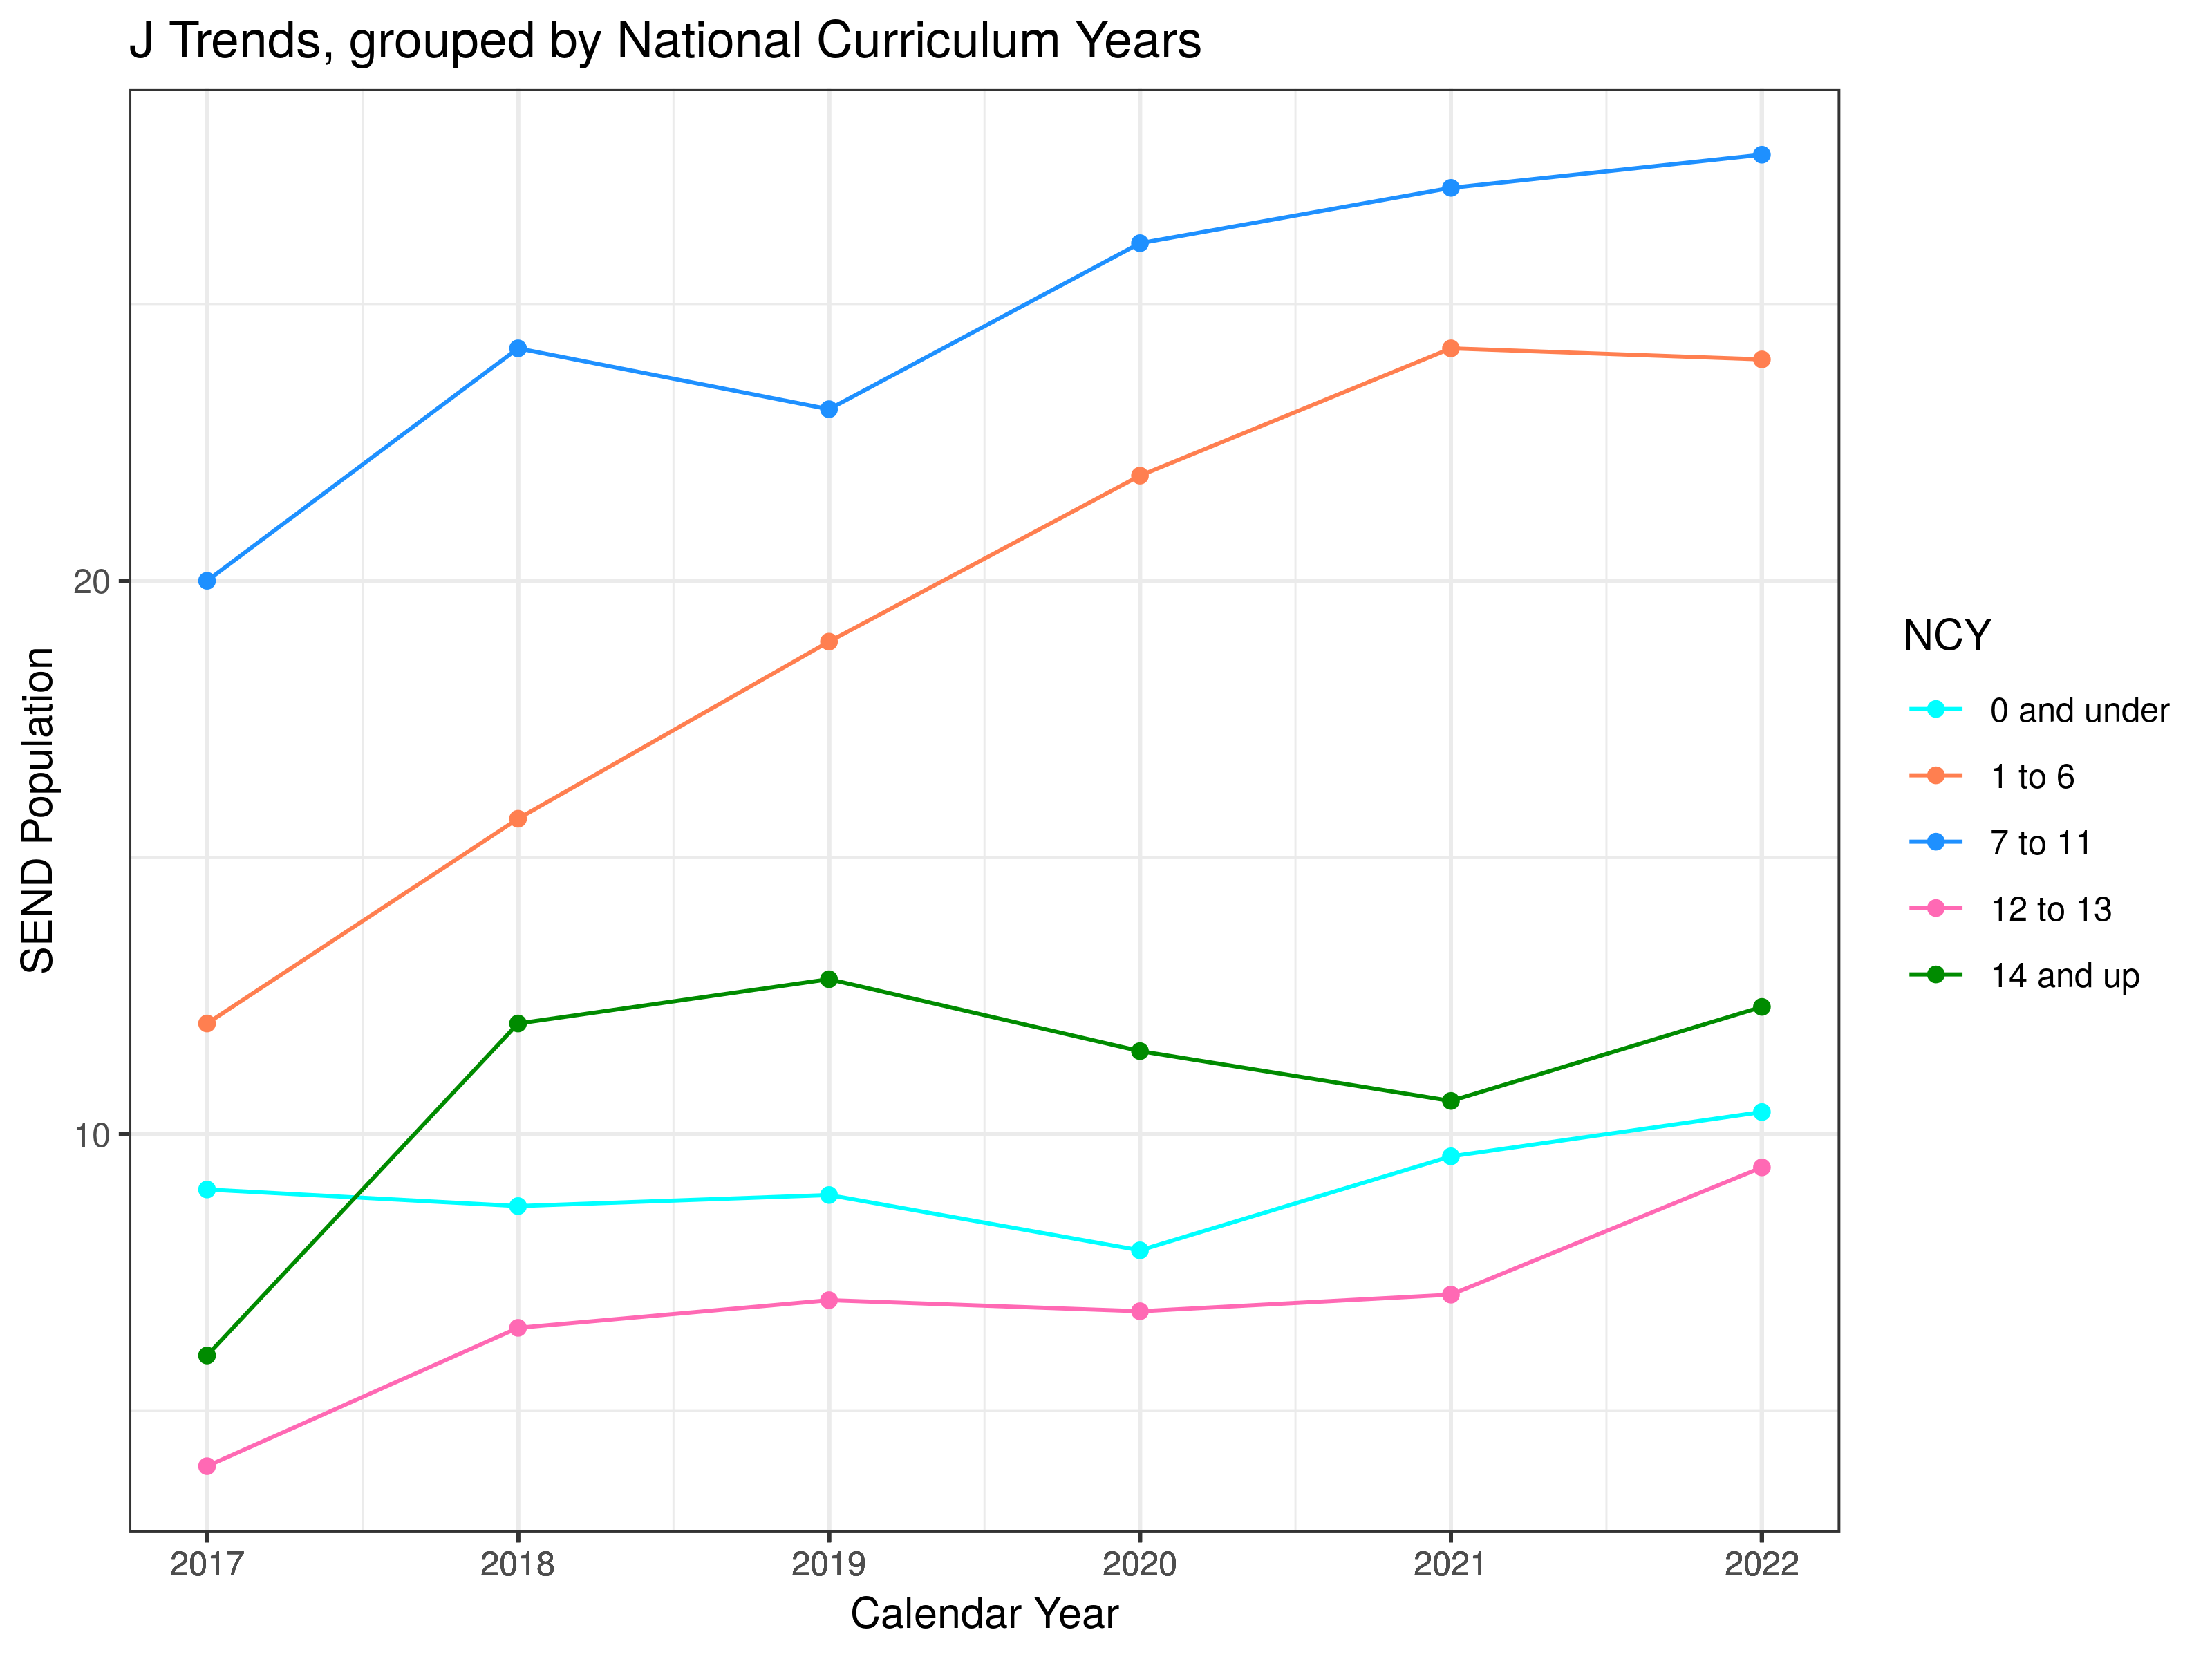 J Trends, grouped by National Curriculum Years
SEND Population
20
10
2017
2018
2019
2020
2021
2022
Calendar Year
NCY
0 and under
1 to 6
7 to 11
12 to 13
14 and up